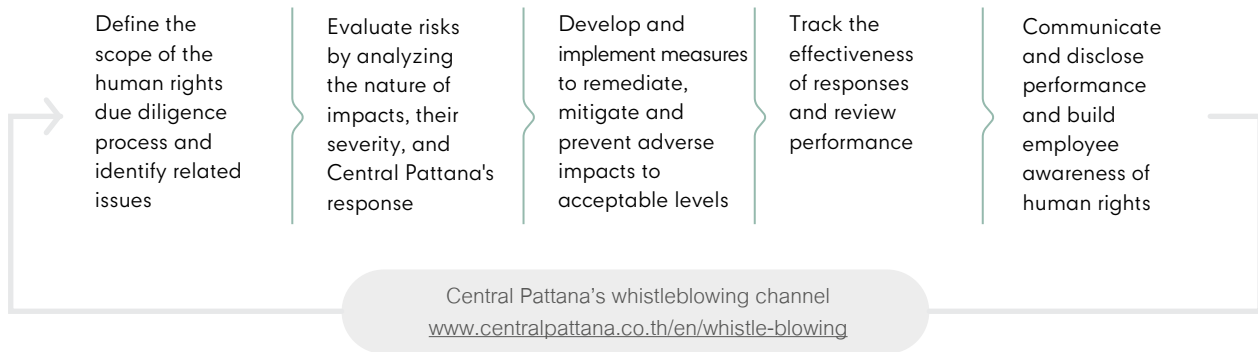 Define the
scope of the
human rights
due diligence
process and
identify related
issues
Evaluate risks
by analyzing
the nature of
impacts, their
severity, and
Central Pattana's
response
Develop and
implement measures
to remediate,
mitigate and
prevent adverse
impacts to
acceptable levels
Track the
effectiveness
of responses
and review
performance
Communicate
and disclose
performance
and build
employee
awareness of
human rights
Central Pattana’s whistleblowing channel
www.centralpattana.co.th/en/whistle-blowing